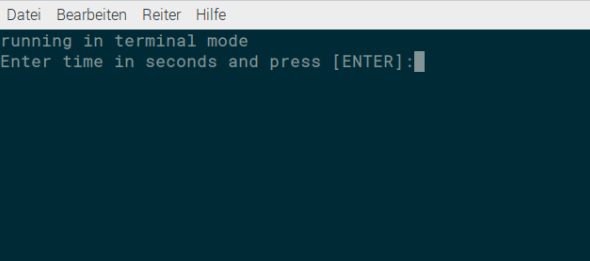 Datei Bearbeiten Reiter Hilfe
running in terminal mode
Enter time in seconds and press [ENTER]: